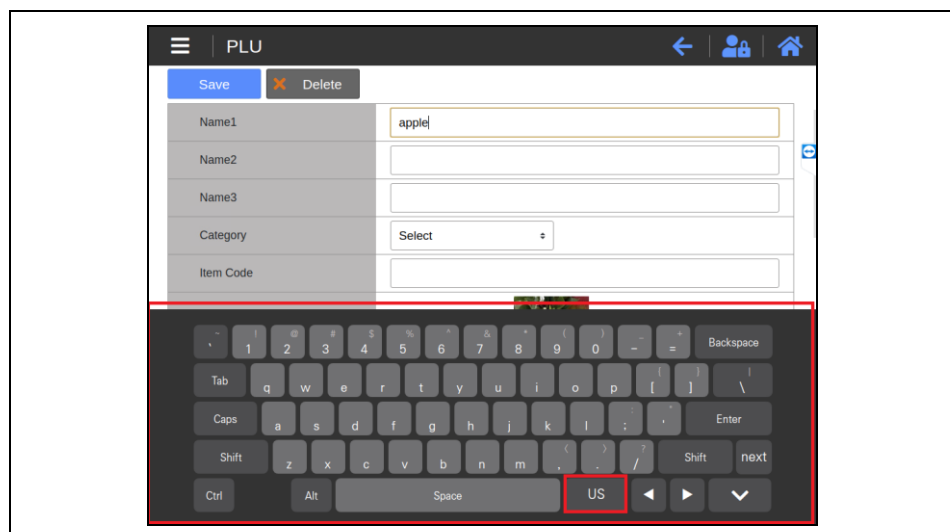 PLU
Save Delete
Name1 apple
Name2
Name3
Category Select
Item Code
~ ! @ # $ % ^ & * ( ) _ +
, 1 2 3 4 5 6 7 8 9 0 - = Backspace
{ } |
Tab q w e r t y u i o p [ ] \
: "
Caps a s d f g h j k l ; ' Enter
( ) ?
Shift z x c v b n m , . / Shift next
Ctrl Alt Space US